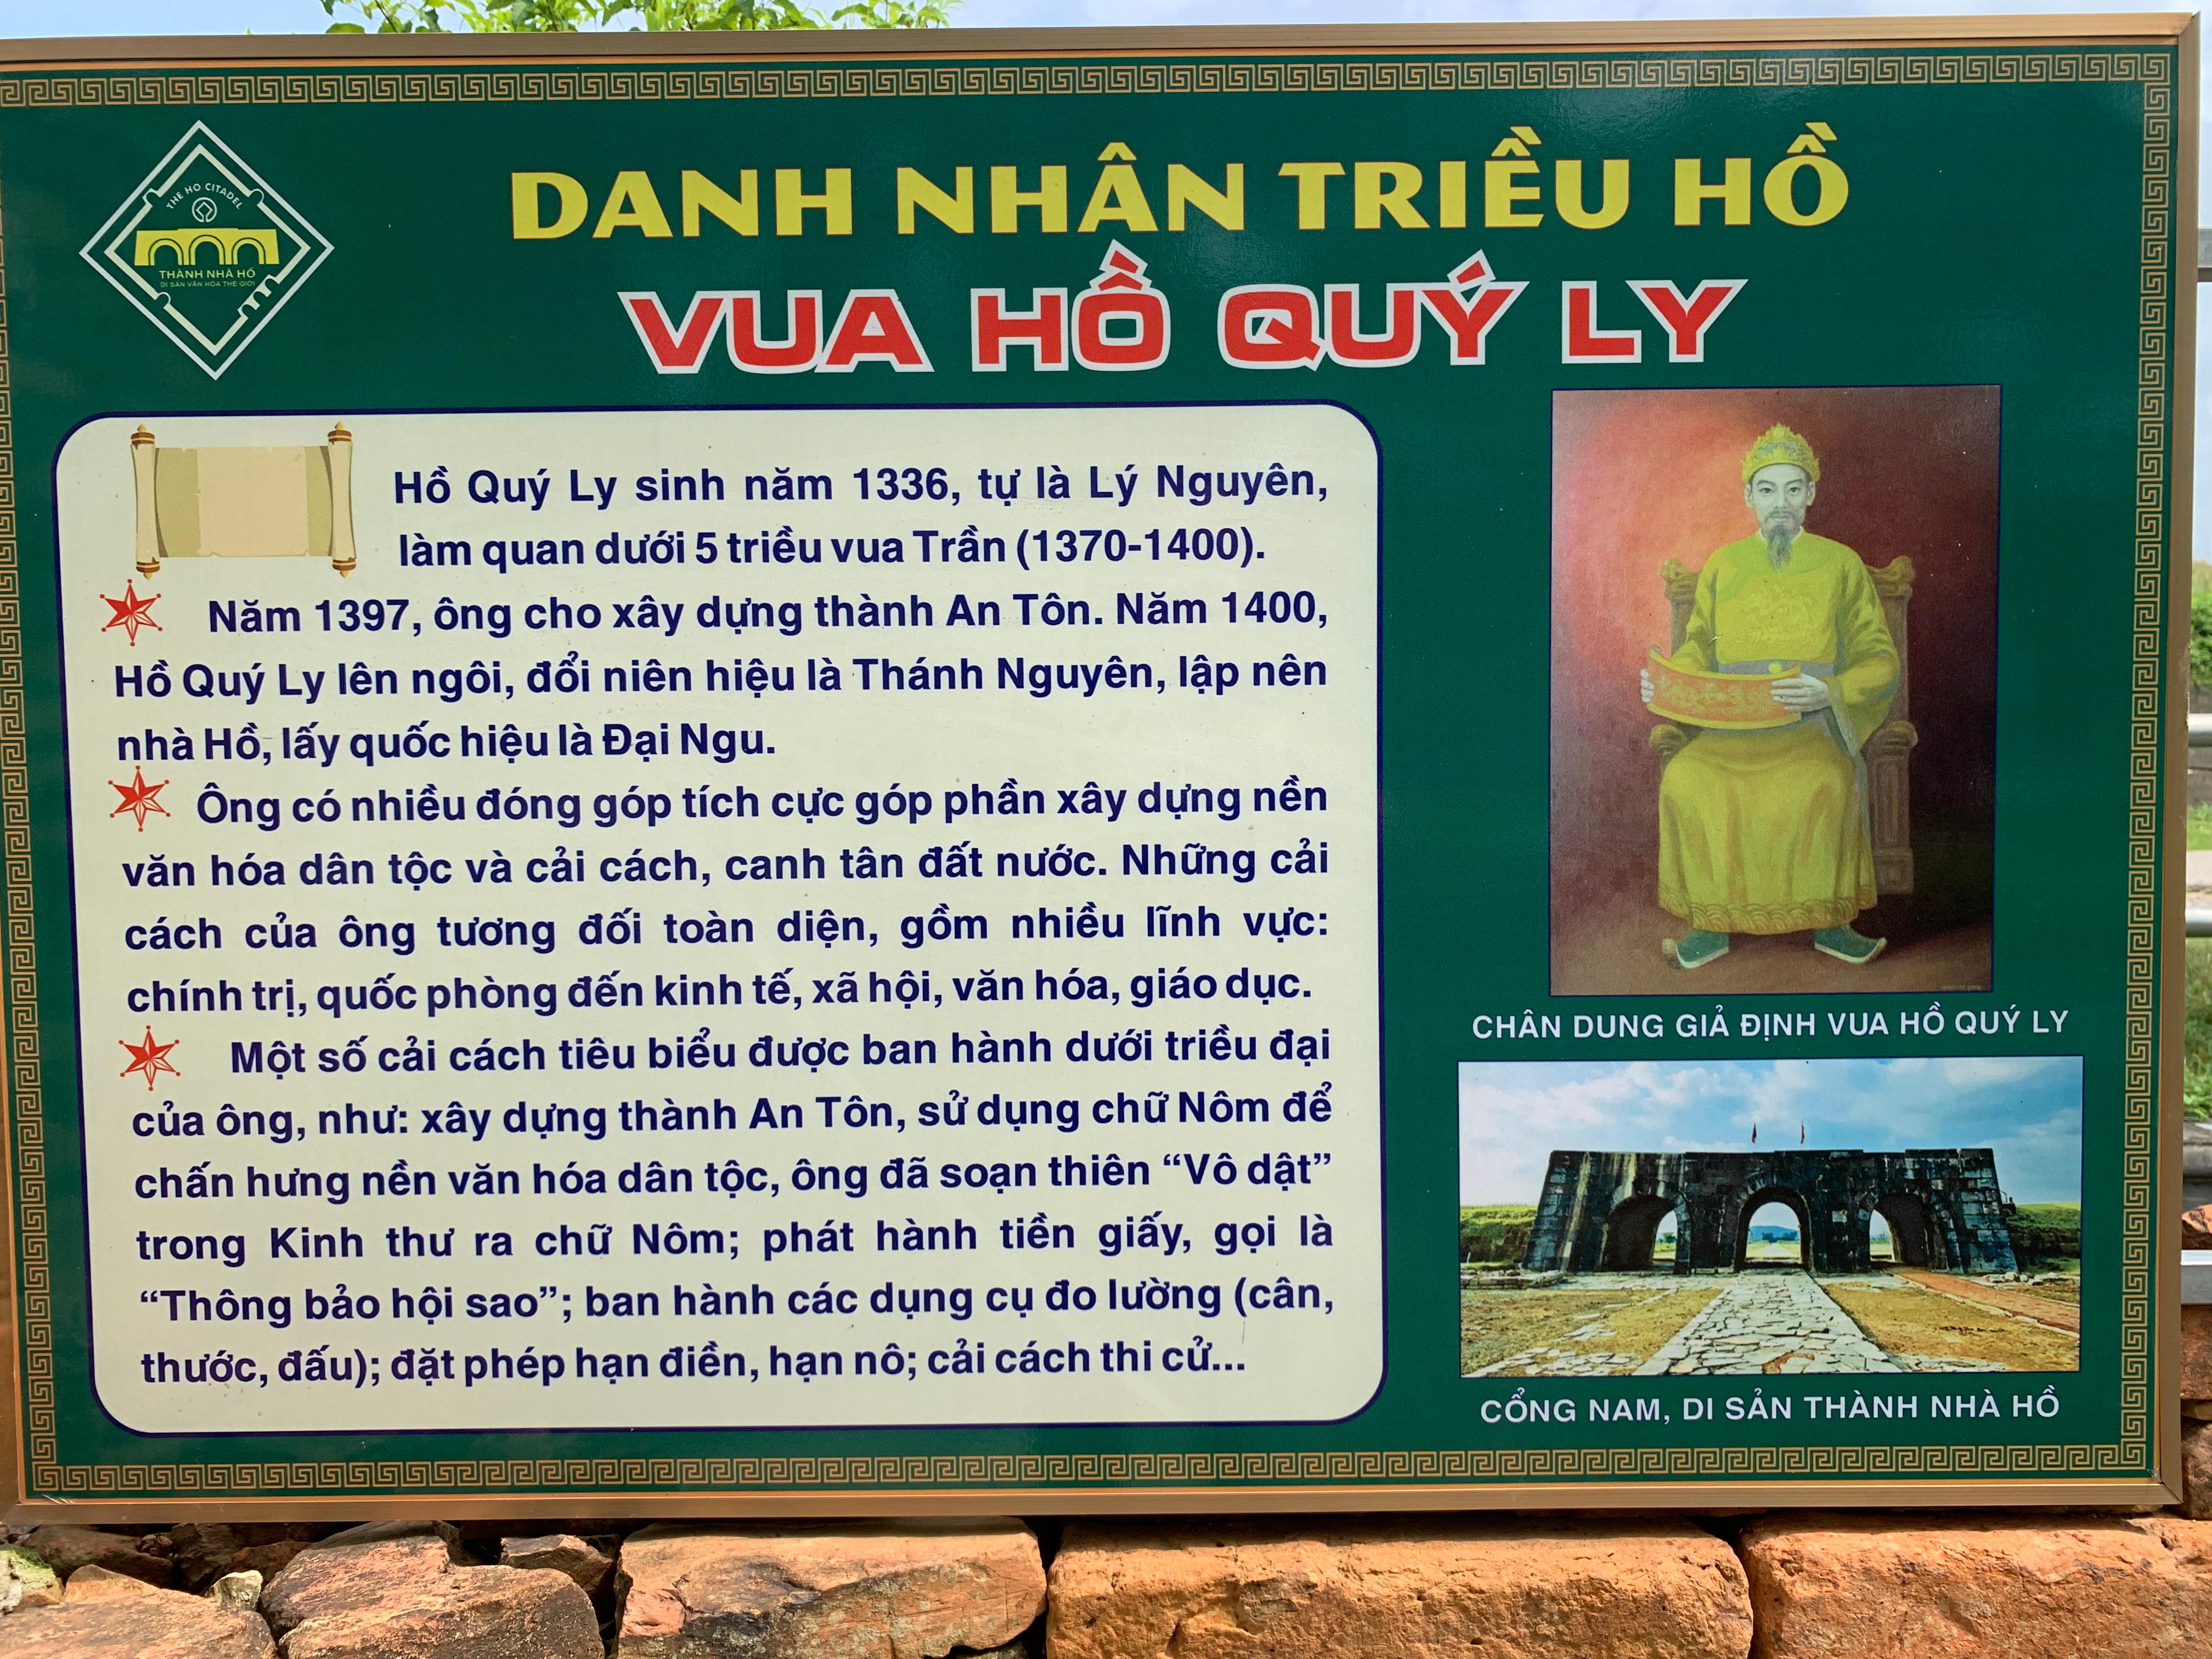 THE HO CITADEL
THÀNH NHÀ HỒ
DI SẢN VĂN HÓA THẾ GIỚI
DANH NHÂN TRIỀU HỒ
VUA HỒ QUÝ LY
Hồ Quý Ly sinh năm 1336, tự là Lý Nguyên,
làm quan dưới 5 triều vua Trần (1370-1400).
Năm 1397, ông cho xây dựng thành An Tôn. Năm 1400,
Hồ Quý Ly lên ngôi, đổi niên hiệu là Thánh Nguyên, lập nên
nhà Hồ, lấy quốc hiệu là Đại Ngu.
Ông có nhiều đóng góp tích cực góp phần xây dựng nền
văn hóa dân tộc và cải cách, canh tân đất nước. Những cải
cách của ông tương đối toàn diện, gồm nhiều lĩnh vực:
chính trị, quốc phòng đến kinh tế, xã hội, văn hóa, giáo dục.
Một số cải cách tiêu biểu được ban hành dưới triều đại
của ông, như: xây dựng thành An Tôn, sử dụng chữ Nôm để
chấn hưng nền văn hóa dân tộc, ông đã soạn thiên “Vô dật”
trong Kinh thư ra chữ Nôm; phát hành tiền giấy, gọi là
“Thông bảo hội sao”; ban hành các dụng cụ đo lường (cân,
thước, đấu); đặt phép hạn điền, hạn nô; cải cách thi cử...
CHÂN DUNG GIẢ ĐỊNH VUA HỒ QUÝ LY
CỔNG NAM, DI SẢN THÀNH NHÀ HỒ